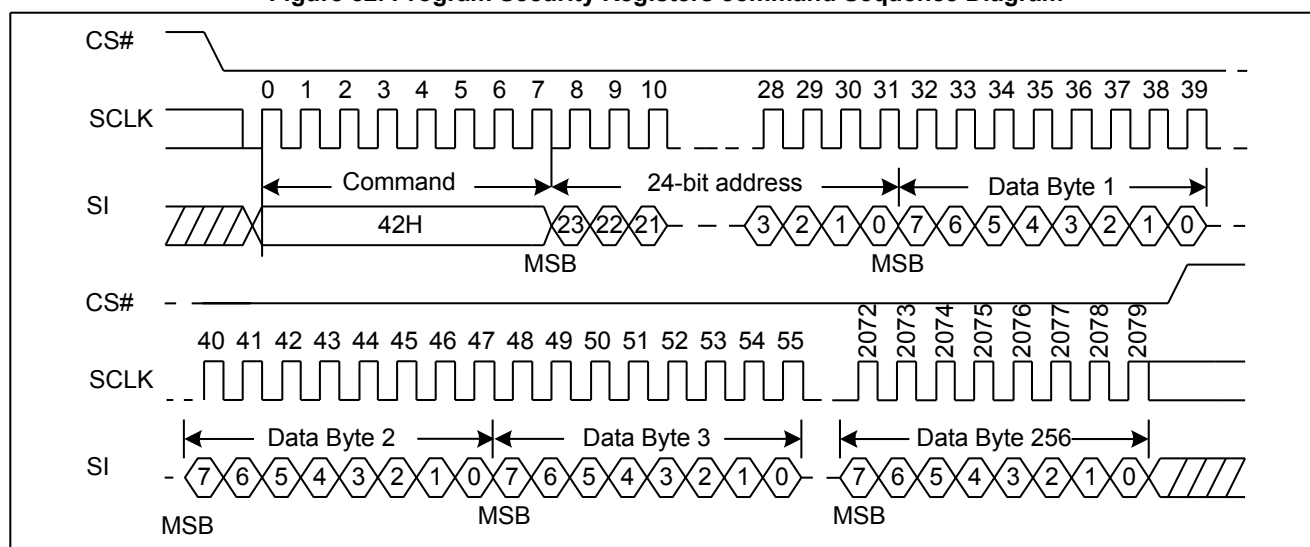 Program Security Registers command Sequence Diagram
CS#
0 1 2 3 4 5 6 7 8 9 10 28 29 30 31 32 33 34 35 36 37 38 39
SCLK
Command 24-bit address Data Byte 1
SI
42H 23 22 21 3 2 1 0 7 6 5 4 3 2 1 0
MSB MSB
CS#
40 41 42 43 44 45 46 47 48 49 50 51 52 53 54 55 2072 2073 2074 2075 2076 2077 2078 2079
SCLK
Data Byte 2 Data Byte 3 Data Byte 256
SI
7 6 5 4 3 2 1 0 7 6 5 4 3 2 1 0 7 6 5 4 3 2 1 0
MSB MSB MSB